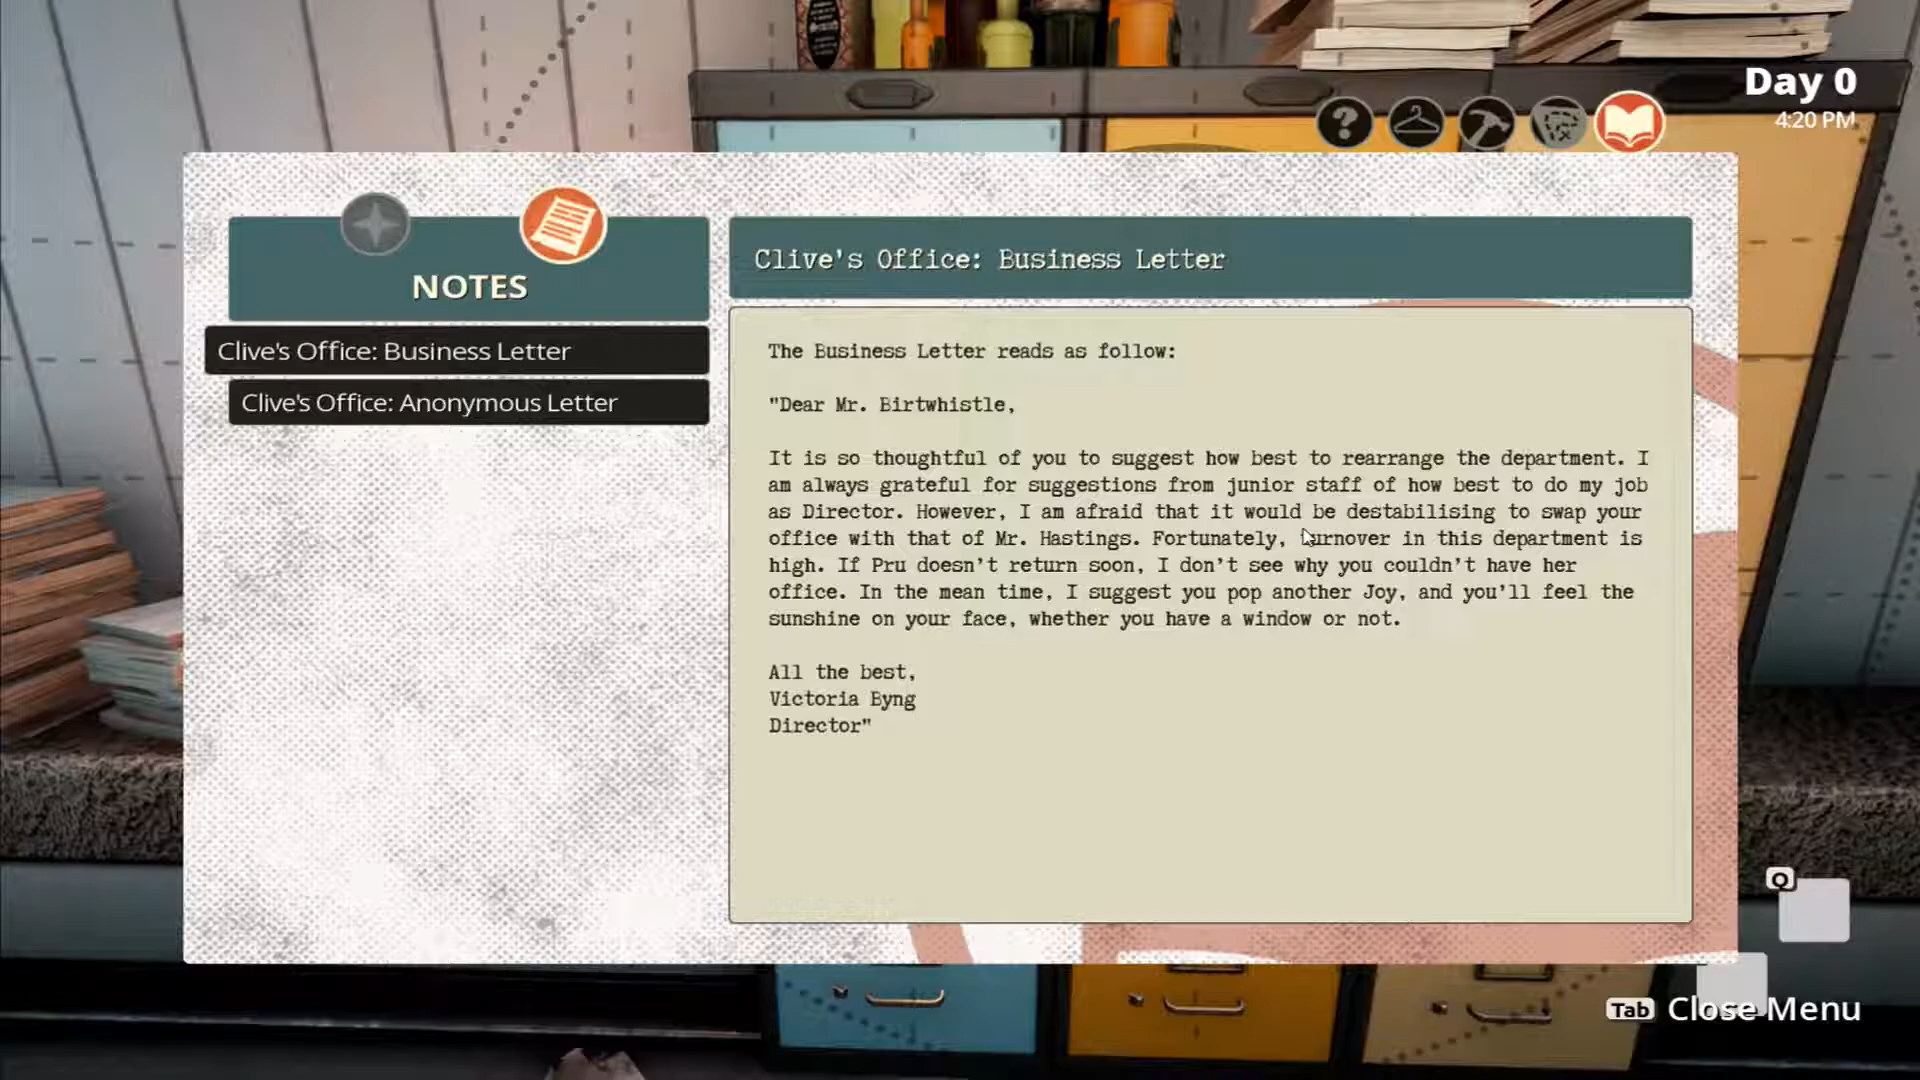 Day 0
4:20 PM
NOTES
Clive's Office: Business Letter
Clive's Office: Anonymous Letter
Clive's Office: Business Letter
The Business Letter reads as follow:
"Dear Mr. Birtwhistle,
It is so thoughtful of you to suggest how best to rearrange the department. I
am always grateful for suggestions from junior staff of how best to do my job
as Director. However, I am afraid that it would be destabilising to swap your
office with that of Mr. Hastings. Fortunately, turnover in this department is
high. If Pru doesn't return soon, I don't see why you couldn't have her
office. In the mean time, I suggest you pop another Joy, and you'll feel the
sunshine on your face, whether you have a window or not.
All the best,
Victoria Byng
Director"
Q
Tab Close Menu